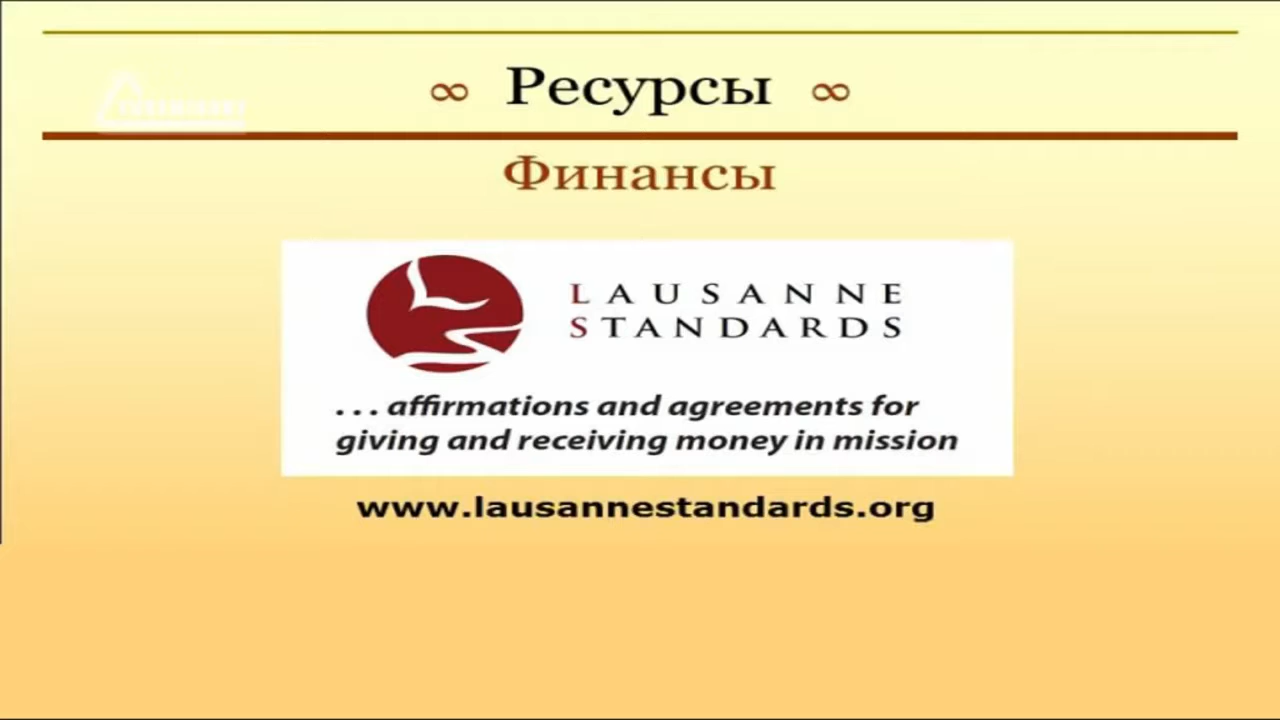 ∞ Ресурсы ∞
Финансы
LAUSANNE
STANDARDS
. . . affirmations and agreements for
giving and receiving money in mission
www.lausannestandards.org